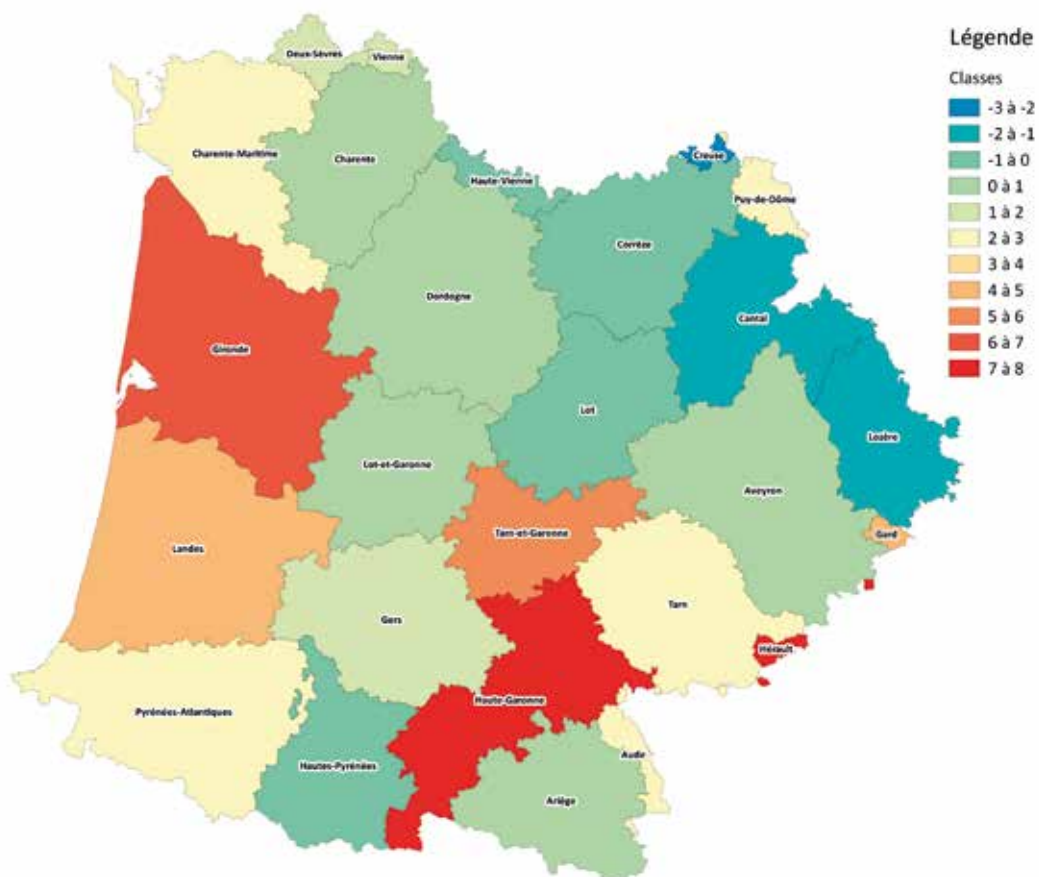 Légende
Classes
-3 à -2
-2 à -1
-1 à 0
0 à 1
1 à 2
2 à 3
3 à 4
4 à 5
5 à 6
6 à 7
7 à 8
Deux-Sèvres
Vienne
Charente-Maritime
Charente
Haute-Vienne
Creuse
Puy-de-Dôme
Corrèze
Dordogne
Cantal
Gironde
Lot
Lozère
Lot-et-Garonne
Aveyron
Landes
Tarn-et-Garonne
Gard
Gers
Tarn
Hérault
Pyrénées-Atlantiques
Haute-Garonne
Hautes-Pyrénées
Aude
Ariège